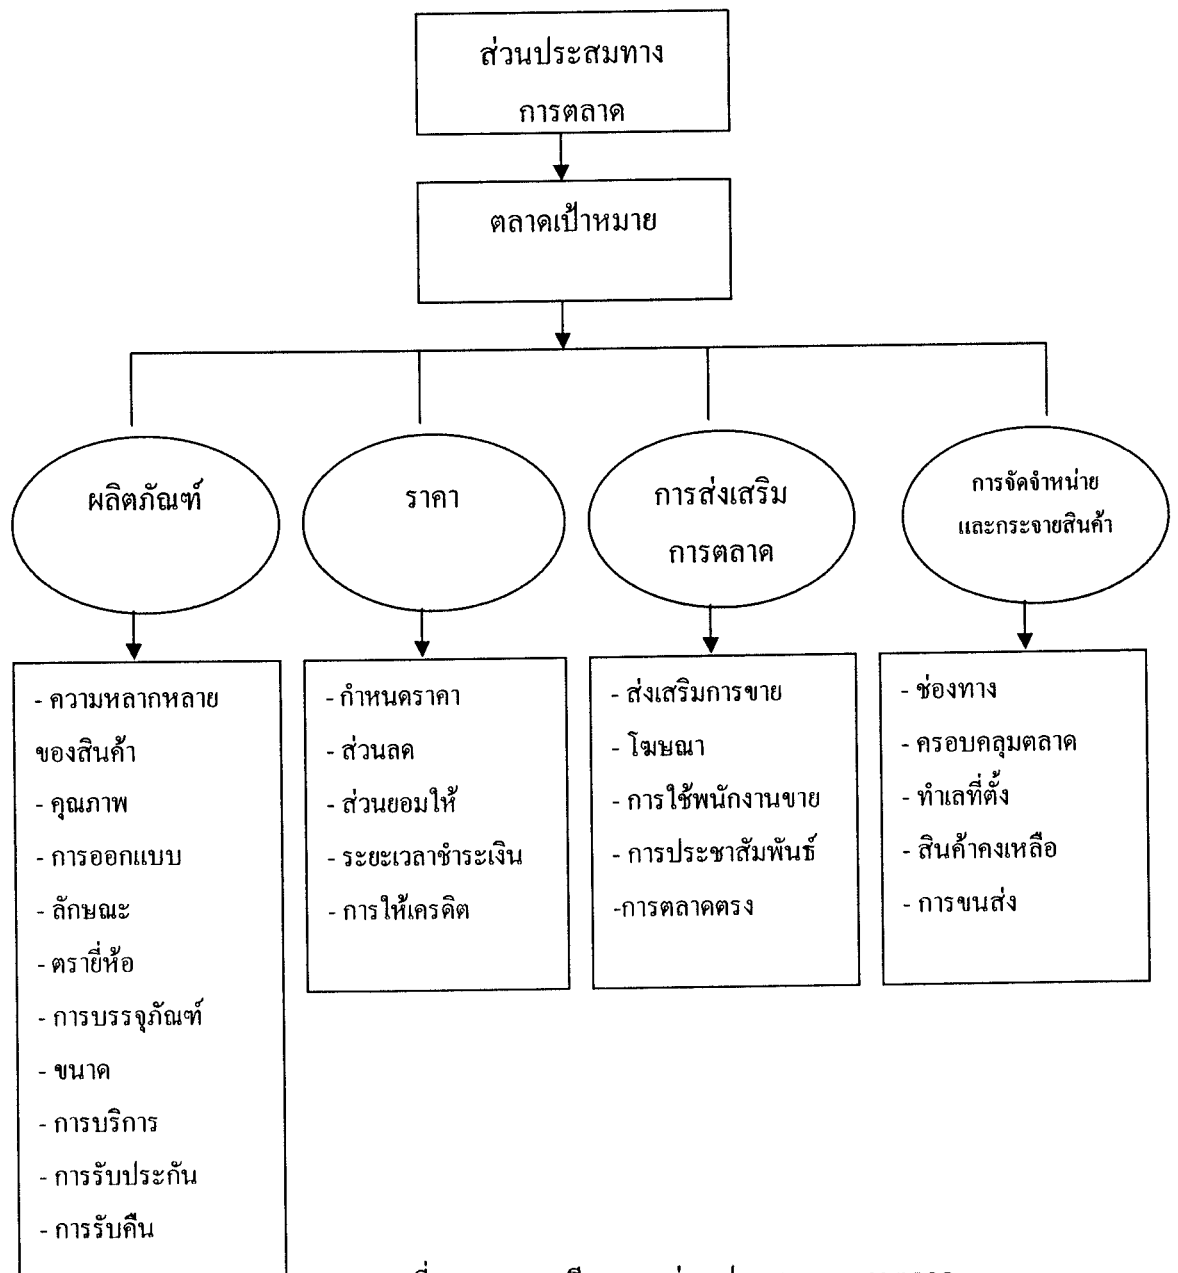 ส่วนประสมทาง
การตลาด
ตลาดเป้าหมาย
ผลิตภัณฑ์
ราคา
การส่งเสริม
การตลาด
การจัดจำหน่าย
และกระจายสินค้า
- ความหลากหลาย
ของสินค้า
- คุณภาพ
- การออกแบบ
- ลักษณะ
- ตรายี่ห้อ
- การบรรจุภัณฑ์
- ขนาด
- การบริการ
- การรับประกัน
- การรับคืน
- กำหนดราคา
- ส่วนลด
- ส่วนยอมให้
- ระยะเวลาชำระเงิน
- การให้เครดิต
- ส่งเสริมการขาย
- โฆษณา
- การใช้พนักงานขาย
- การประชาสัมพันธ์
-การตลาดตรง
- ช่องทาง
- ครอบคลุมตลาด
- ทำเลที่ตั้ง
- สินค้าคงเหลือ
- การขนส่ง